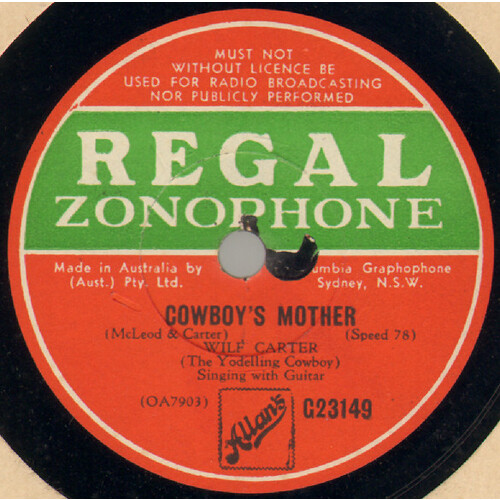 MUST NOT
WITHOUT LICENCE BE
USED FOR RADIO BROADCASTING
NOR PUBLICLY PERFORMED
REGAL
ZONOPHONE
Made in Australia by umbia Graphophone
(Aust.) Pty. Ltd. Sydney, N.S.W.
COWBOY'S MOTHER
(McLeod & Carter) (Speed 78)
WILF CARTER
(The Yodelling Cowboy)
Singing with Guitar
(OA7903) Allan's G23149